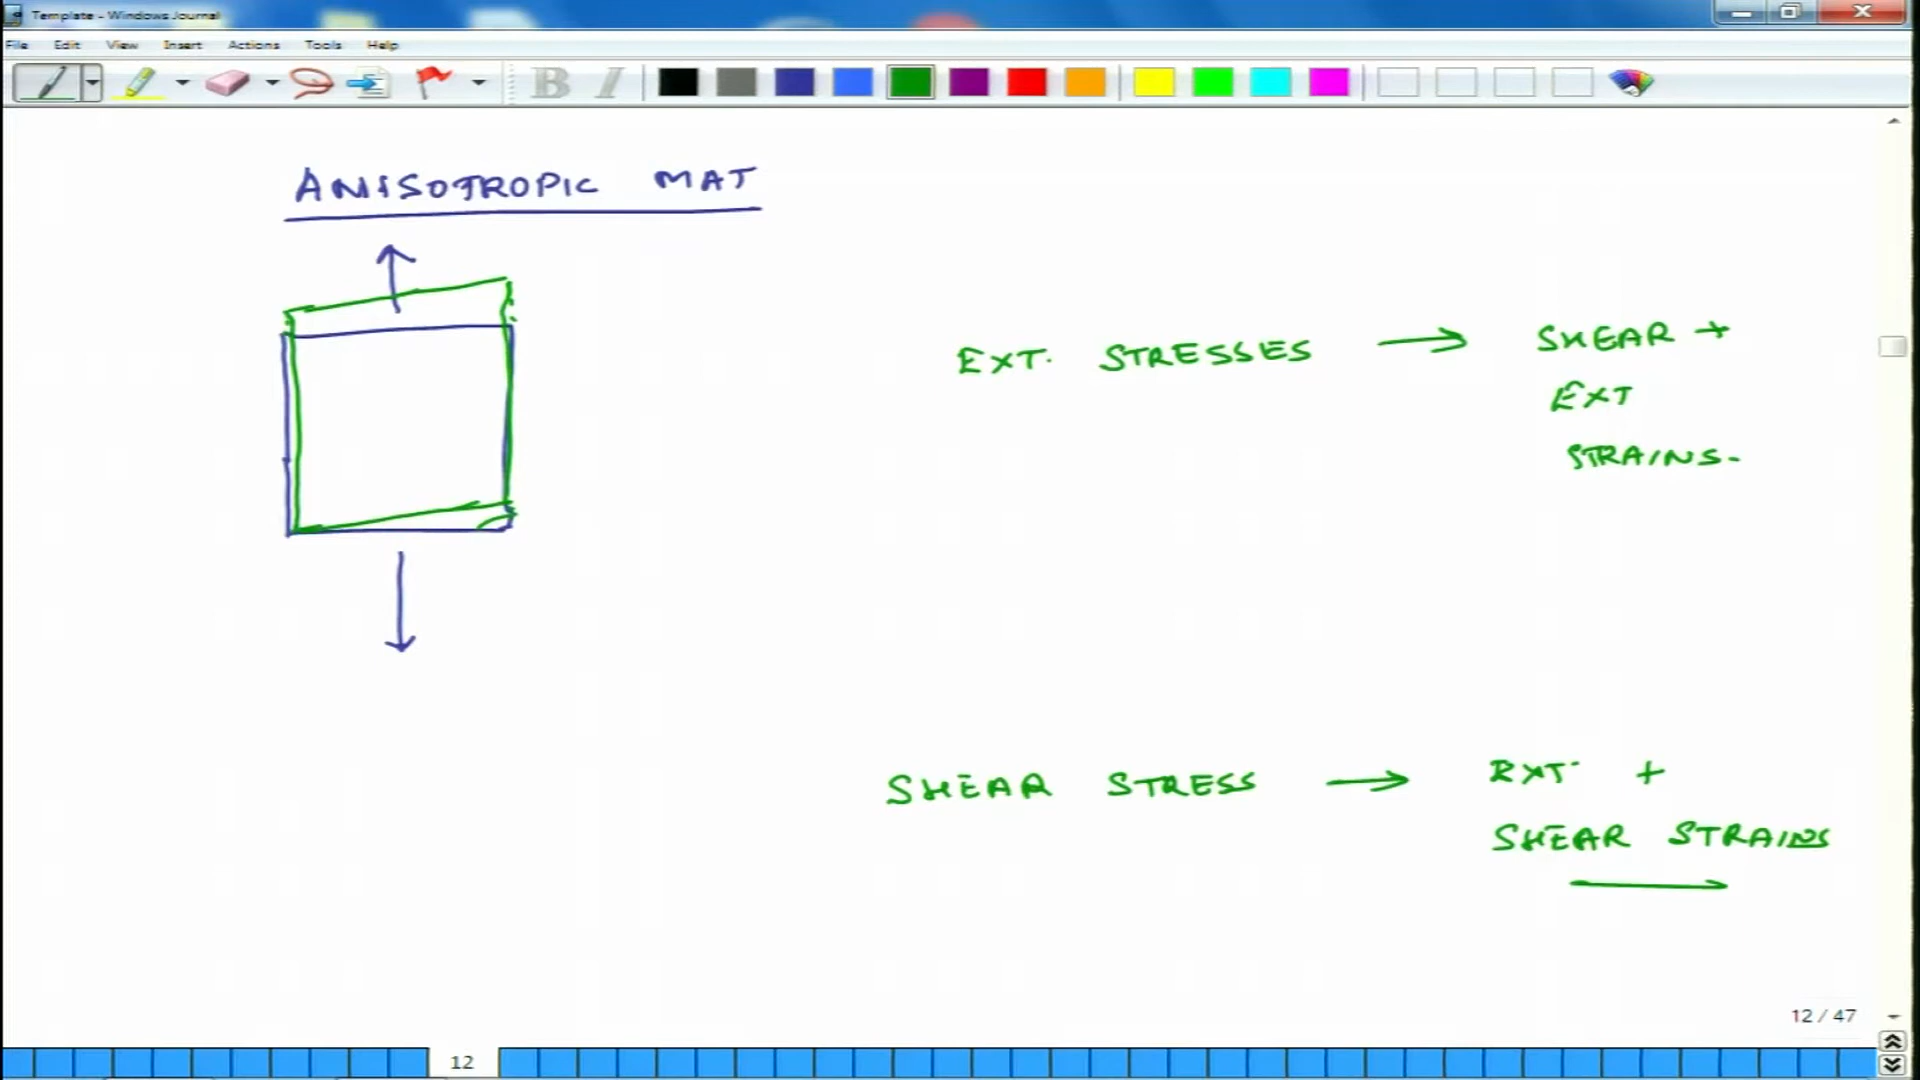 Template - Windows Journal
File Edit View Insert Actions Tools Help
B I
ANISOTROPIC MAT
EXT. STRESSES → SHEAR +
EXT
STRAINS.
SHEAR STRESS → EXT. +
SHEAR STRAINS
12 / 47
12